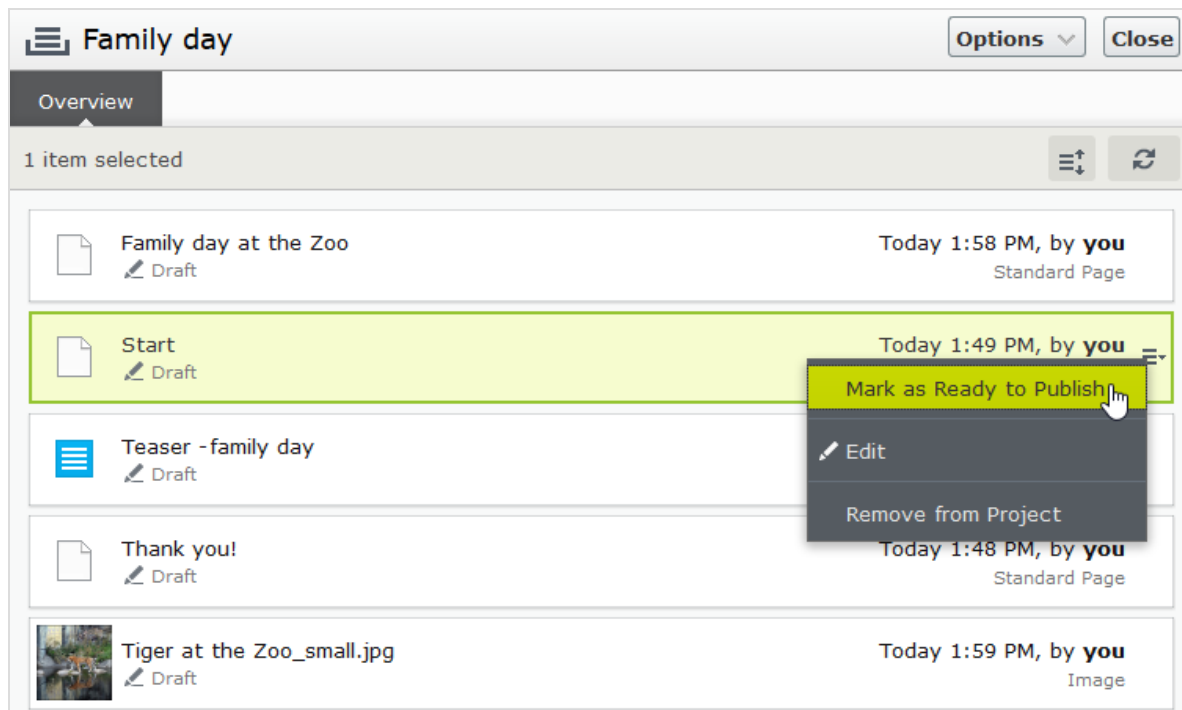 Family day
Options
Close
Overview
1 item selected
Family day at the Zoo
Today 1:58 PM, by you
Draft
Standard Page
Start
Today 1:49 PM, by you
Draft
Mark as Ready to Publish
Teaser -family day
Edit
Draft
Remove from Project
Thank you!
Today 1:48 PM, by you
Draft
Standard Page
Tiger at the Zoo_small.jpg
Today 1:59 PM, by you
Draft
Image